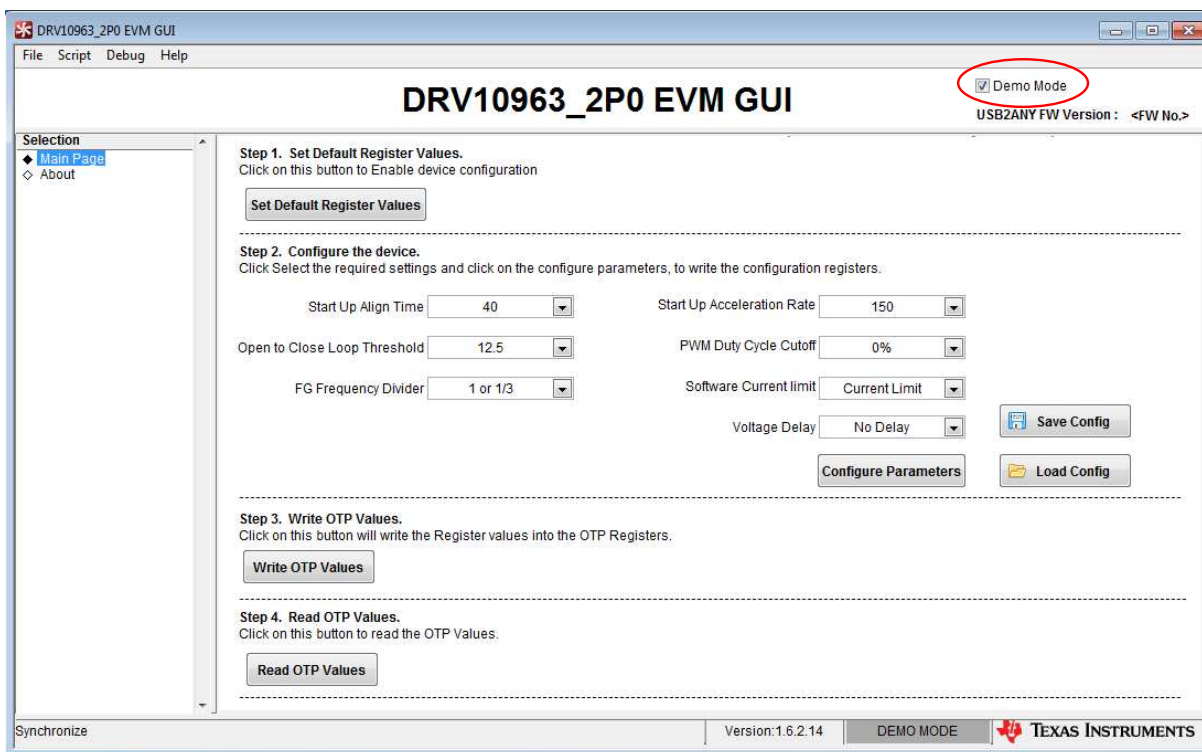 DRV10963_2P0 EVM GUI
File Script Debug Help
DRV10963_2P0 EVM GUI
Demo Mode
USB2ANY FW Version : <FW No.>
Selection
Main Page
About
Step 1. Set Default Register Values.
Click on this button to Enable device configuration
Set Default Register Values
Step 2. Configure the device.
Click Select the required settings and click on the configure parameters, to write the configuration registers.
Start Up Align Time 40
Start Up Acceleration Rate 150
Open to Close Loop Threshold 12.5
PWM Duty Cycle Cutoff 0%
FG Frequency Divider 1 or 1/3
Software Current limit Current Limit
Voltage Delay No Delay
Save Config
Configure Parameters
Load Config
Step 3. Write OTP Values.
Click on this button will write the Register values into the OTP Registers.
Write OTP Values
Step 4. Read OTP Values.
Click on this button to read the OTP Values.
Read OTP Values
Synchronize
Version:1.6.2.14
DEMO MODE
TEXAS INSTRUMENTS